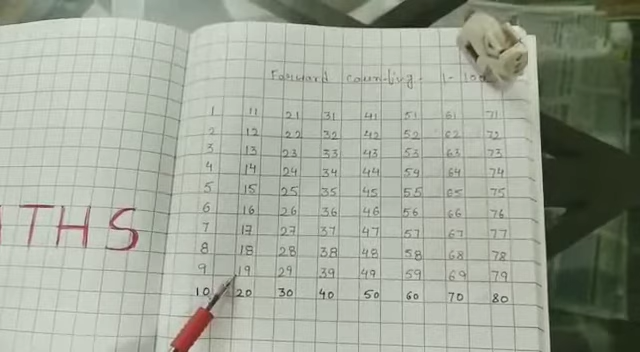 Forward counting 1-100
1 11 21 31 41 51 61 71
2 12 22 32 42 52 62 72
3 13 23 33 43 53 63 73
4 14 24 34 44 54 64 74
5 15 25 35 45 55 65 75
6 16 26 36 46 56 66 76
7 17 27 37 47 57 67 77
8 18 28 38 48 58 68 78
9 19 29 39 49 59 69 79
10 20 30 40 50 60 70 80
THS